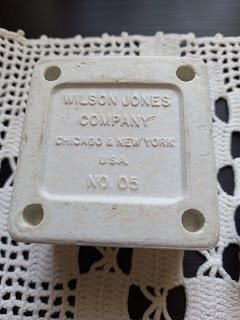 WILSON JONES
COMPANY
CHICAGO & NEW YORK
U.S.A.
NO. 05